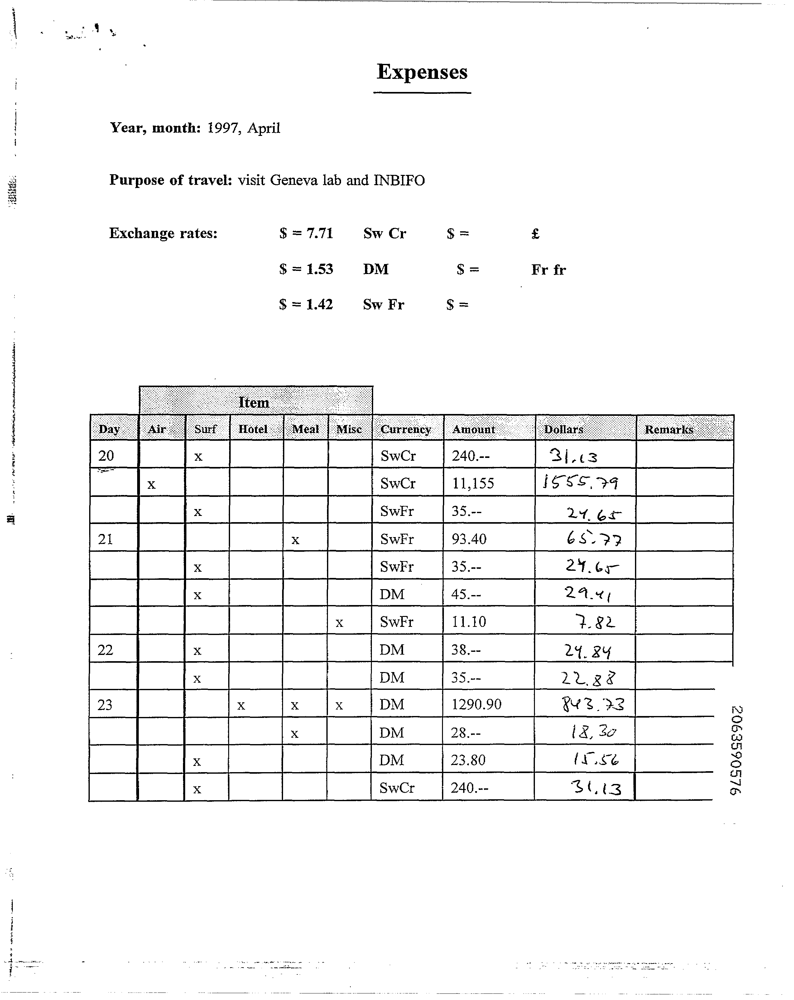 Expenses
Year, month: 1997, April
Purpose of travel: visit Geneva lab and INBIFO
Exchange rates: $ = 7.71 Sw Cr $ = £
$ = 1.53 DM $ = Fr fr
$ = 1.42 Sw Fr $ =
Item
Day Air Surf Hotel Meal Misc Currency Amount Dollars Remarks
20 x SwCr 240.-- 31.13
x SwCr 11,155 1555.79
x SwFr 35.-- 24.65
21 x SwFr 93.40 65.77
x SwFr 35.-- 24.65
x DM 45.-- 29.41
x SwFr 11.10 7.82
22 x DM 38.-- 24.84
x DM 35.-- 22.88
23 x x x DM 1290.90 843.73
x DM 28.-- 18,30
x DM 23.80 15.56
x SwCr 240.-- 31.13
2063590576